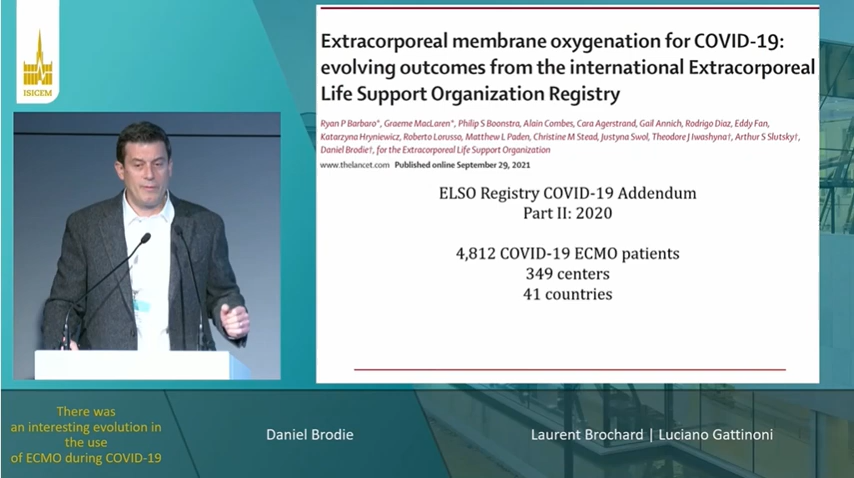 ISICEM
Extracorporeal membrane oxygenation for COVID-19:
evolving outcomes from the international Extracorporeal
Life Support Organization Registry
Ryan P Barbaro*, Graeme MacLaren*, Philip S Boonstra, Alain Combes, Cara Agerstrand, Gail Annich, Rodrigo Diaz, Eddy Fan,
Katarzyna Hryniewicz, Roberto Lorusso, Matthew L Paden, Christine M Stead, Justyna Swol, Theodore J Iwashyna†, Arthur S Slutsky†,
Daniel Brodie†, for the Extracorporeal Life Support Organization
www.thelancet.com Published online September 29, 2021
ELSO Registry COVID-19 Addendum
Part II: 2020
4,812 COVID-19 ECMO patients
349 centers
41 countries
There was
an interesting evolution in
the use
of ECMO during COVID-19
Daniel Brodie
Laurent Brochard | Luciano Gattinoni